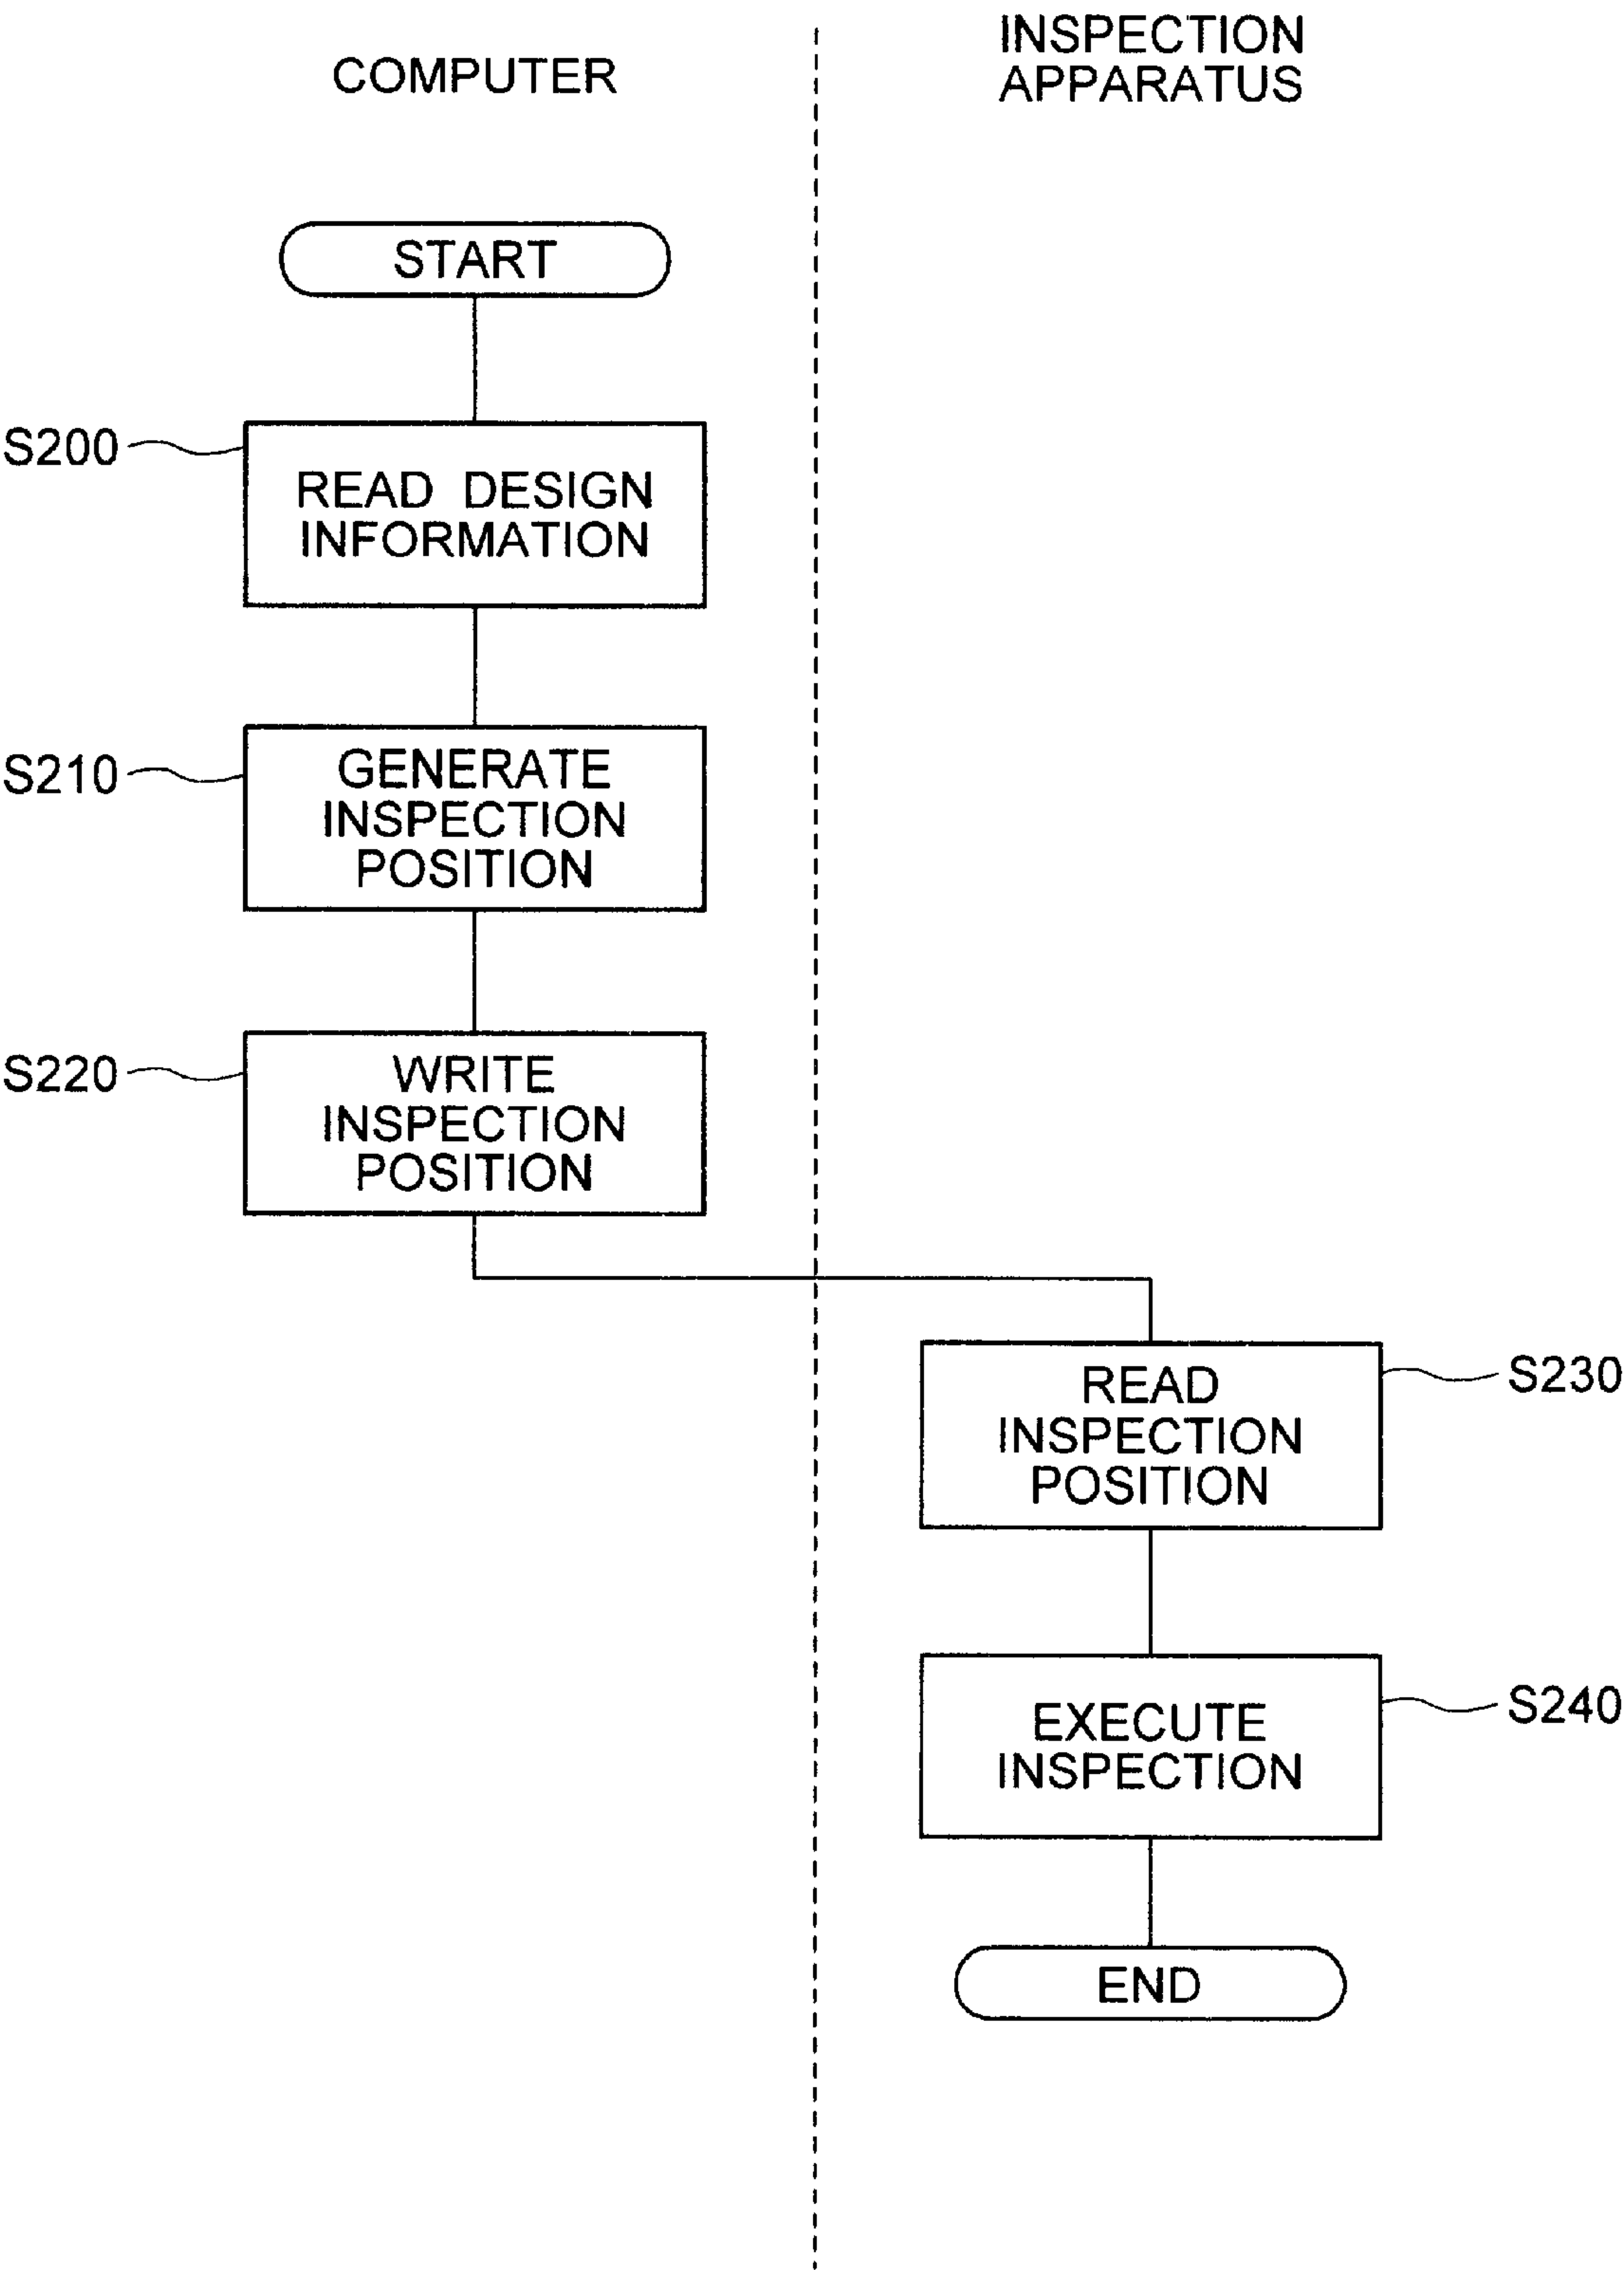 COMPUTER
INSPECTION
APPARATUS
START
S200
READ DESIGN
INFORMATION
S210
GENERATE
INSPECTION
POSITION
S220
WRITE
INSPECTION
POSITION
READ
INSPECTION
POSITION
S230
EXECUTE
INSPECTION
S240
END